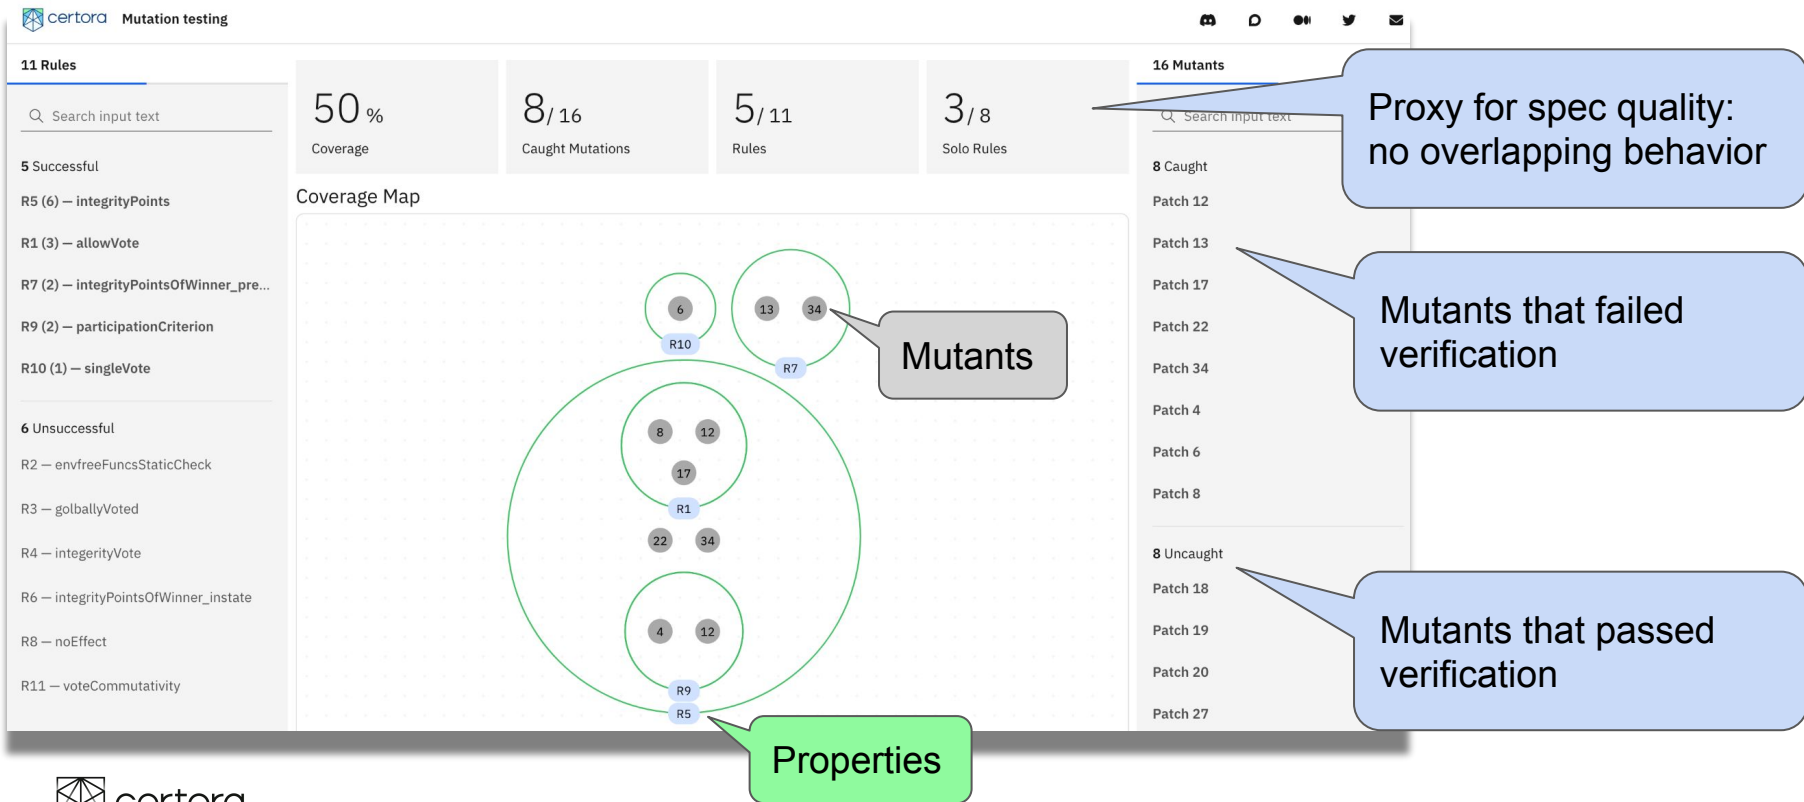 certora Mutation testing
11 Rules
Search input text
5 Successful
R5 (6) — integrityPoints
R1 (3) — allowVote
R7 (2) — integrityPointsOfWinner_pre...
R9 (2) — participationCriterion
R10 (1) — singleVote
6 Unsuccessful
R2 — envfreeFuncsStaticCheck
R3 — golballyVoted
R4 — integerityVote
R6 — integrityPointsOfWinner_instate
R8 — noEffect
R11 — voteCommutativity
50 %
Coverage
8/ 16
Caught Mutations
5/ 11
Rules
3/ 8
Solo Rules
Coverage Map
6
R10
13 34
R7
Mutants
8 12
17
R1
22 34
4 12
R9
R5
Properties
16 Mutants
Search input text
8 Caught
Patch 12
Patch 13
Patch 17
Patch 22
Patch 34
Patch 4
Patch 6
Patch 8
8 Uncaught
Patch 18
Patch 19
Patch 20
Patch 27
Proxy for spec quality:
no overlapping behavior
Mutants that failed
verification
Mutants that passed
verification
certora